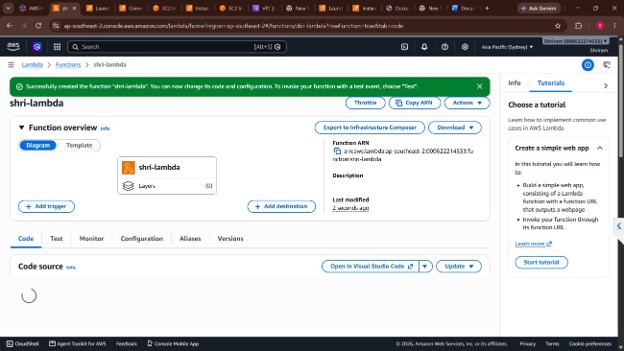 ap-southeast-2.console.aws.amazon.com/lambda/home?region=ap-southeast-2#/functions/shri-lambda?newFunction=true&tab=code
Ask Gemini
aws
Search
[Alt+S]
Asia Pacific (Sydney)
Shriram
Lambda
Functions
shri-lambda
Successfully created the function "shri-lambda". You can now change its code and configuration. To invoke your function with a test event, choose "Test".
shri-lambda
Throttle
Copy ARN
Actions
Function overview Info
Export to Infrastructure Composer
Download
Diagram
Template
shri-lambda
Layers
(0)
Add trigger
Add destination
Function ARN
Description
-
Last modified
2 seconds ago
Code
Test
Monitor
Configuration
Aliases
Versions
Code source Info
Open in Visual Studio Code
Update
Info
Tutorials
Choose a tutorial
Learn how to implement common use
cases in AWS Lambda.
Create a simple web app
In this tutorial you will learn how
to:
• Build a simple web app,
consisting of a Lambda
function with a function URL
that outputs a webpage
• Invoke your function through
its function URL
Learn more
Start tutorial
CloudShell
Agent Toolkit for AWS
Feedback
Console Mobile App
© 2026, Amazon Web Services, Inc. or its affiliates.
Privacy
Terms
Cookie preferences